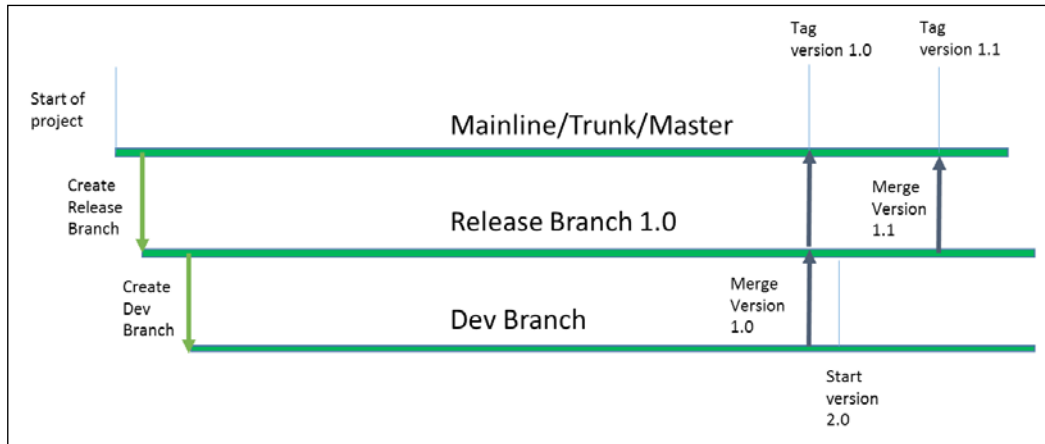 Tag
version 1.0
Tag
version 1.1
Start of
project
Mainline/Trunk/Master
Create
Release
Branch
Release Branch 1.0
Merge
Version
1.1
Create
Dev
Branch
Dev Branch
Merge
Version
1.0
Start
version
2.0